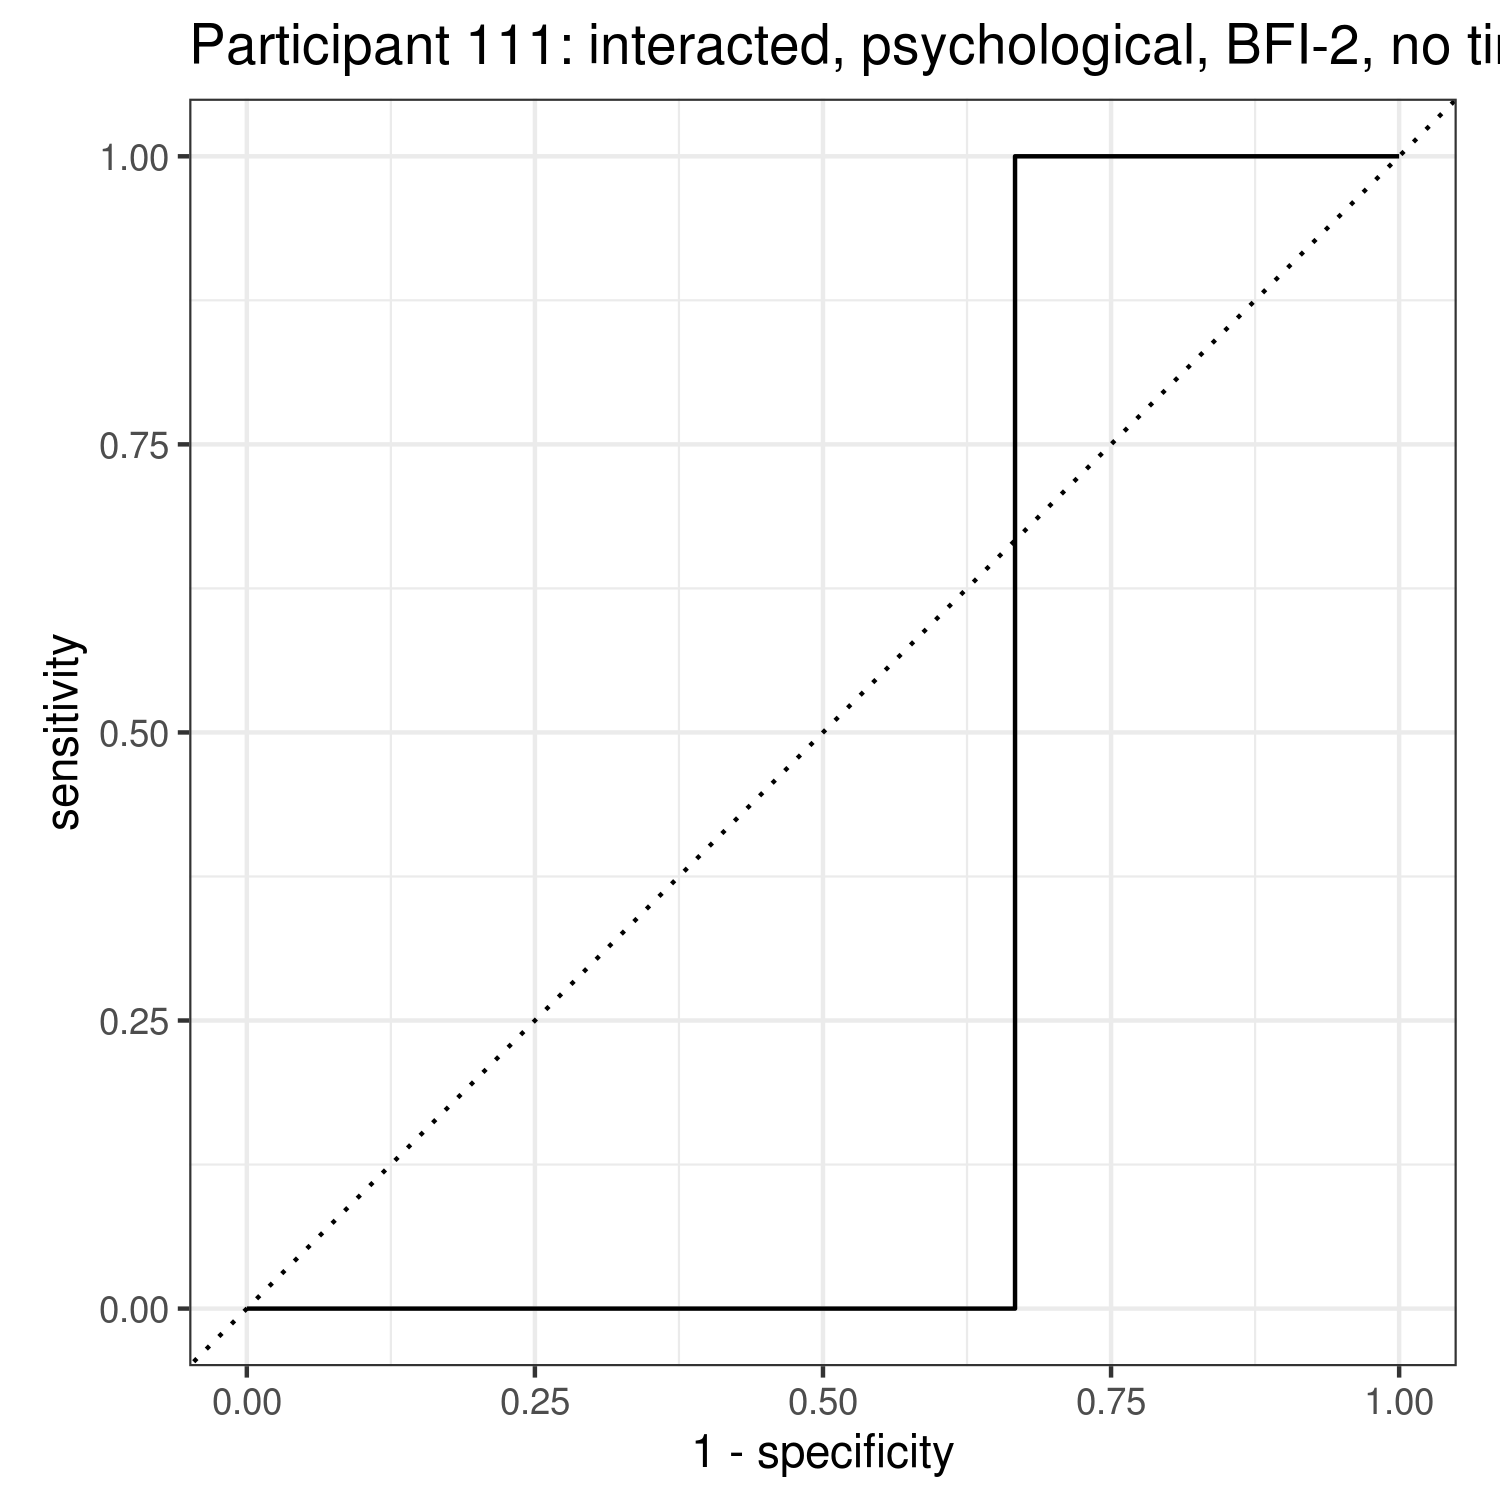 Participant 111: interacted, psychological, BFI-2, no
1.00
0.75
0.50
0.25
0.00
sensitivity
0.00 0.25 0.50 0.75 1.00
1 - specificity